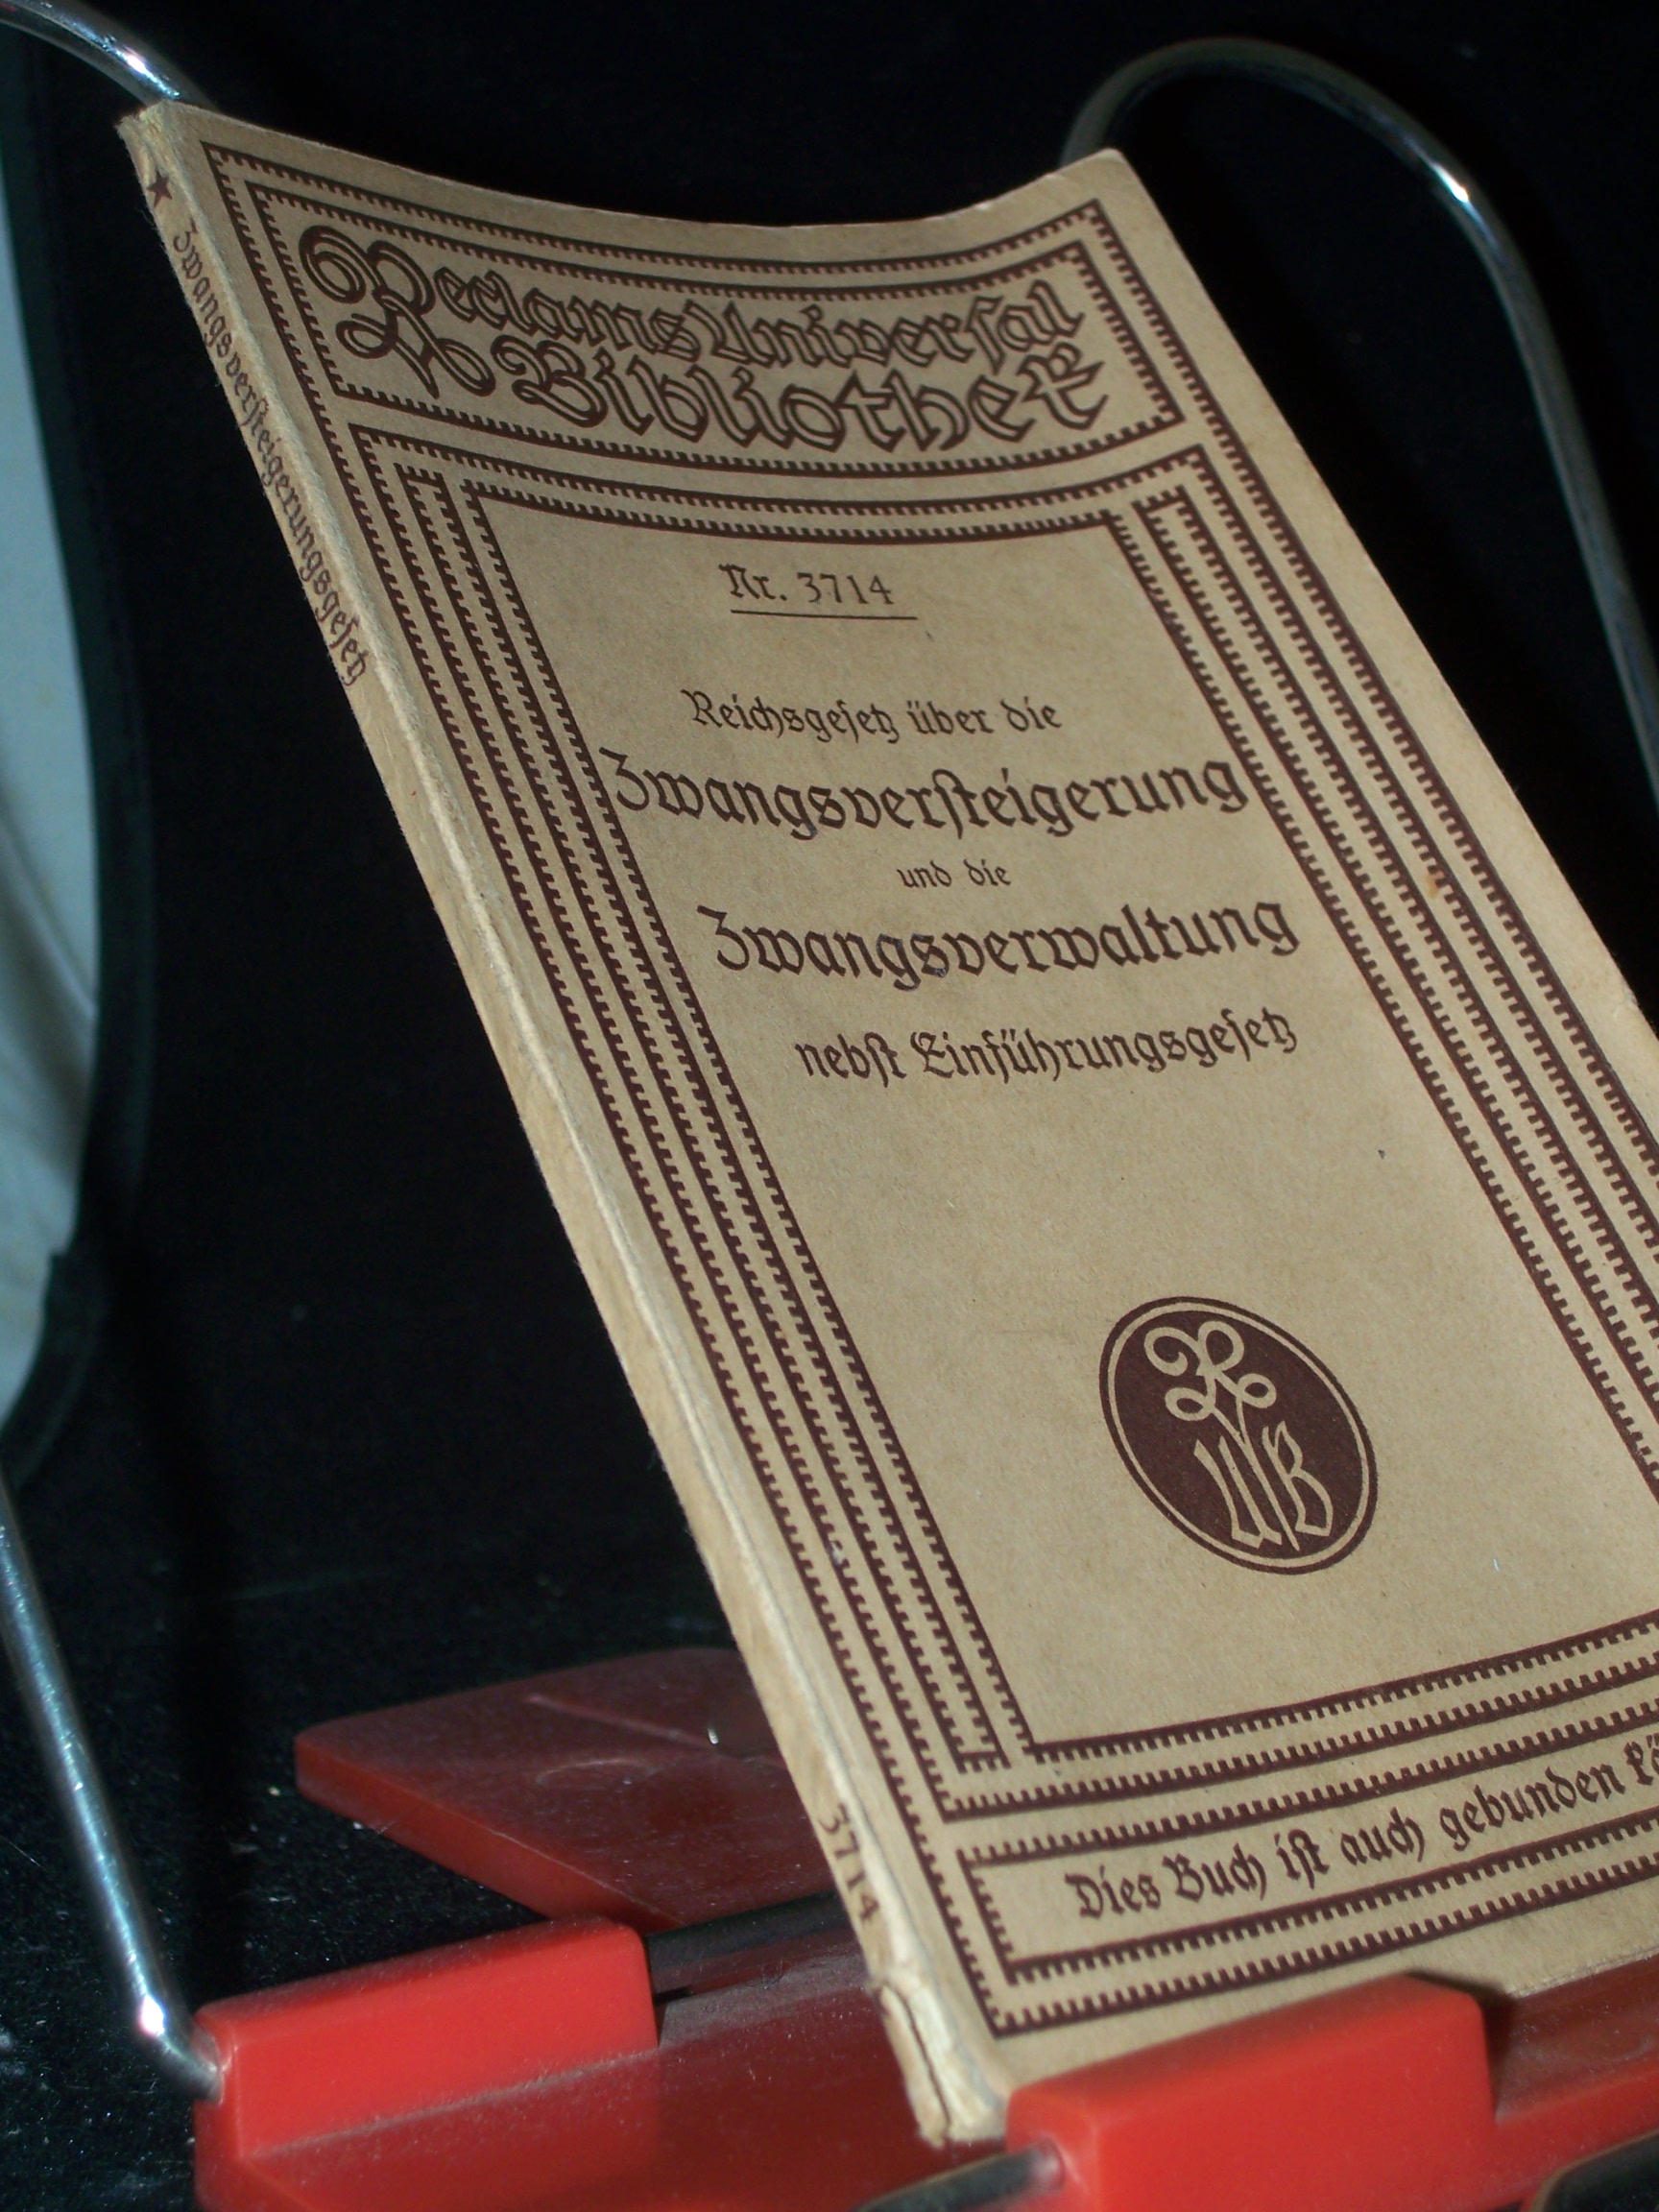 Reclams Universal
Bibliothek
Nr. 3714
Reichsgesetz über die
Zwangsversteigerung
und die
Zwangsverwaltung
nebst Einführungsgesetz
R
UB
Dies Buch ist auch gebunden
Zwangsversteigerungsgesetz
3714